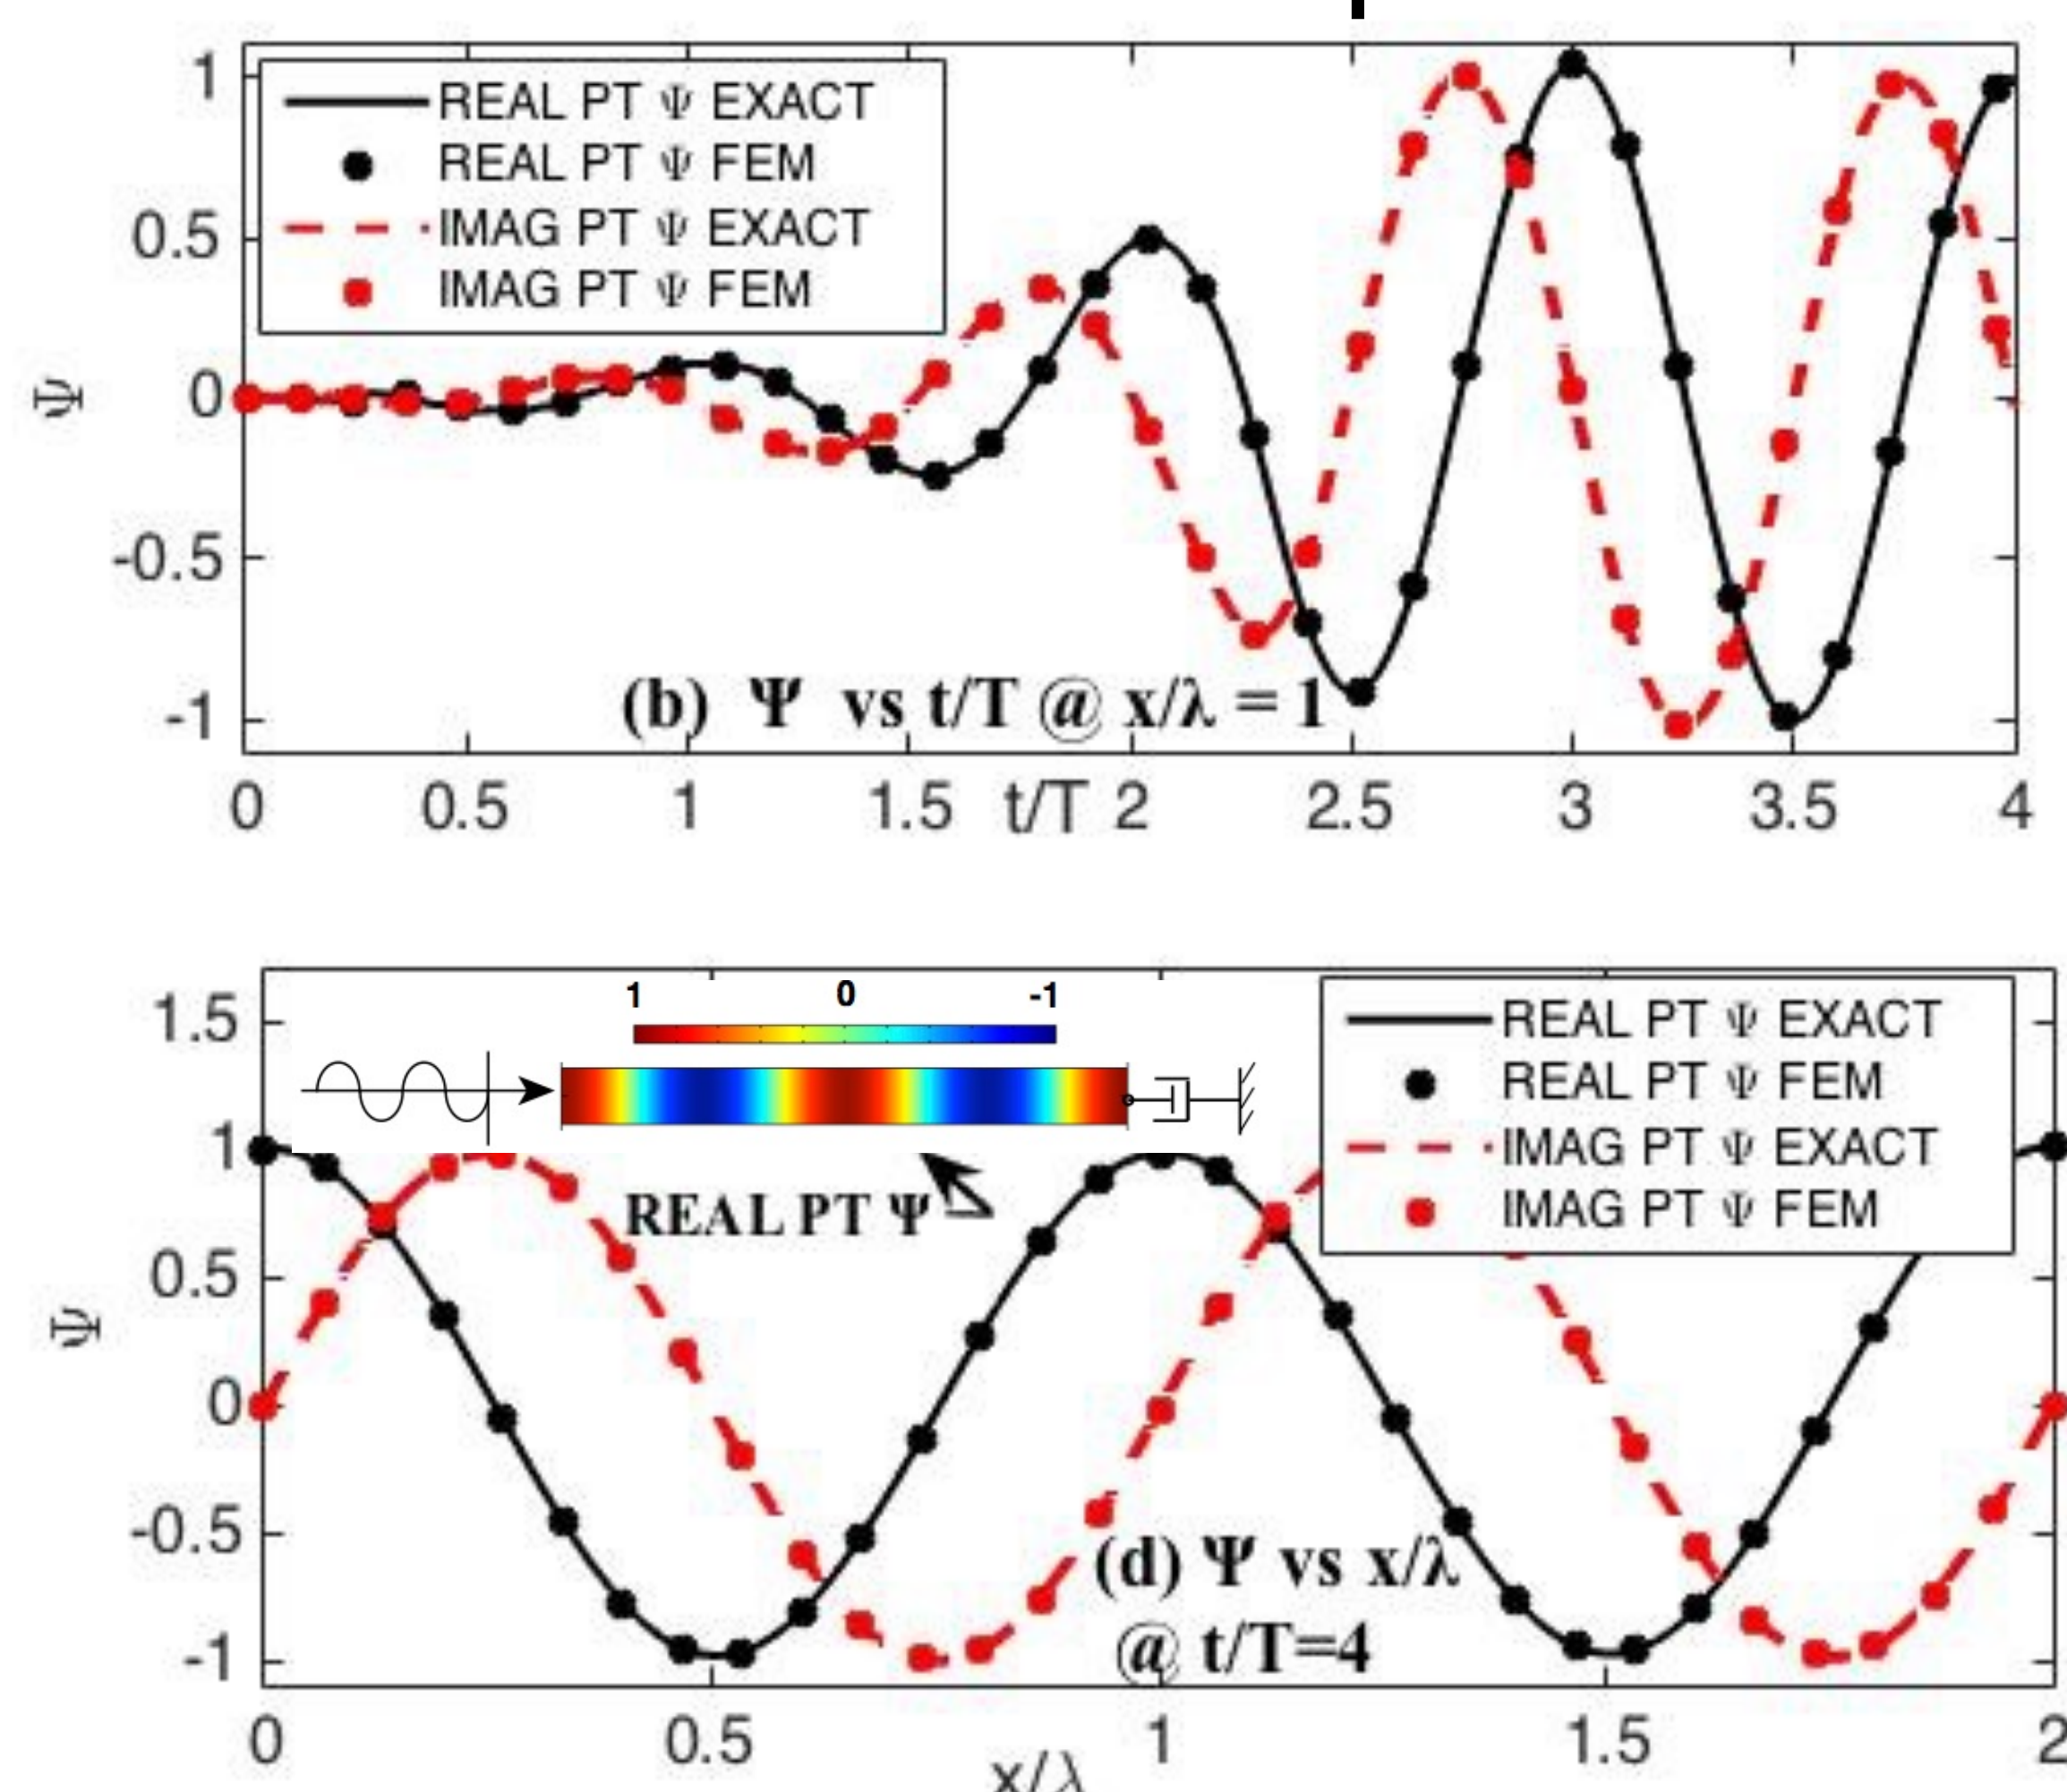 1
0.5
0
-0.5
-1
Ψ
REAL PT Ψ EXACT
REAL PT Ψ FEM
IMAG PT Ψ EXACT
IMAG PT Ψ FEM
(b) Ψ vs t/T @ x/λ = 1
0 0.5 1 1.5 t/T 2 2.5 3 3.5 4
1.5
1
0.5
0
-0.5
-1
Ψ
1 0 -1
REAL PT Ψ
REAL PT Ψ EXACT
REAL PT Ψ FEM
IMAG PT Ψ EXACT
IMAG PT Ψ FEM
(d) Ψ vs x/λ
@ t/T=4
0 0.5 1 1.5 2
x/λ